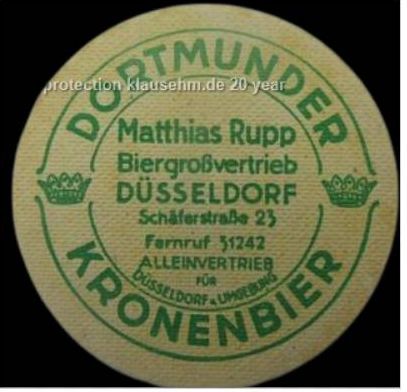 DORTMUNDER
protection klausehm.de 20 year
Matthias Rupp
Biergroßvertrieb
DÜSSELDORF
Schäferstraße 23
Fernruf 31242
ALLEINVERTRIEB
FÜR
DÜSSELDORF u. UMGEBUNG
KRONENBIER